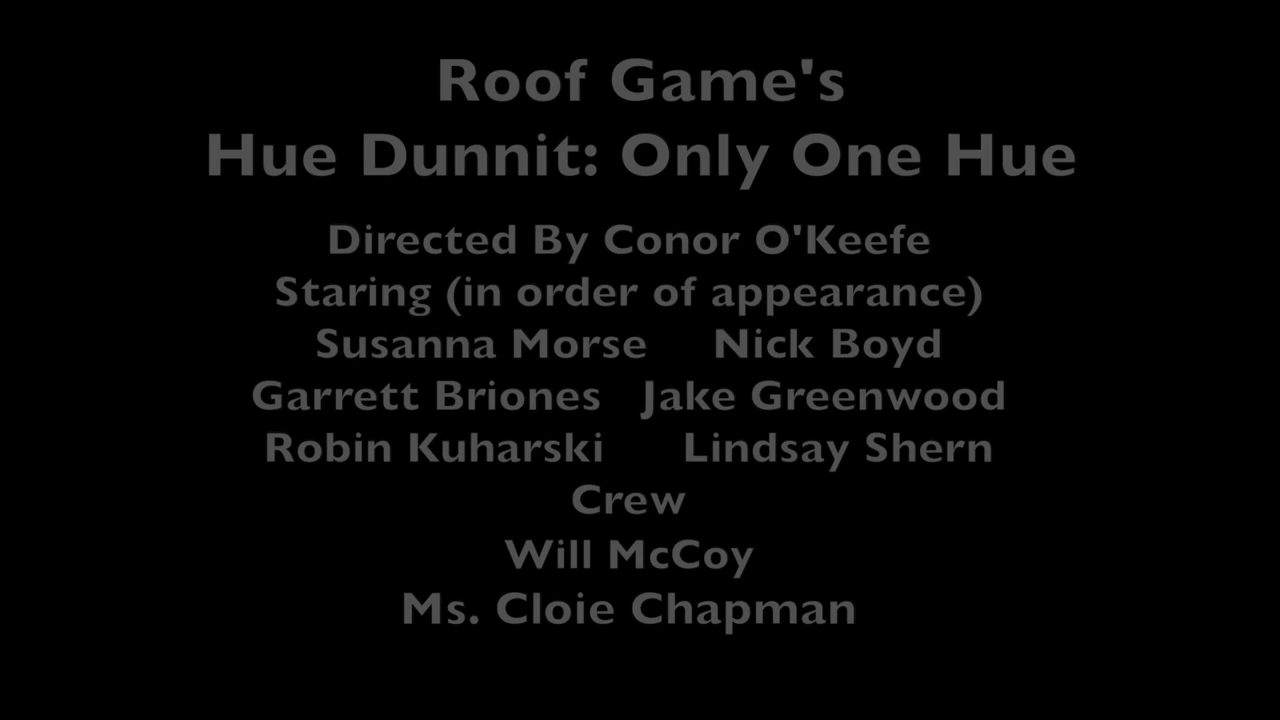 Roof Game's
Hue Dunnit: Only One Hue
Directed By Conor O'Keefe
Staring (in order of appearance)
Susanna Morse Nick Boyd
Garrett Briones Jake Greenwood
Robin Kuharski Lindsay Shern
Crew
Will McCoy
Ms. Cloie Chapman